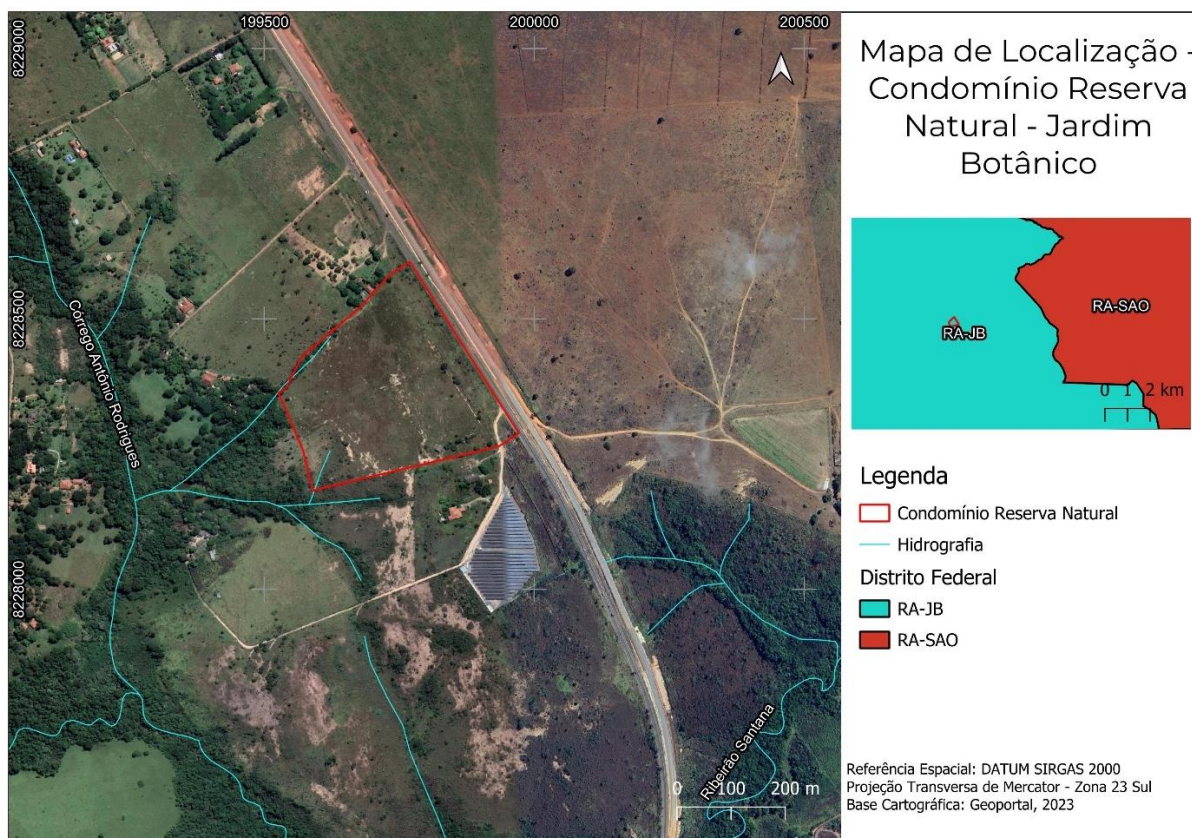 199500
200000
200500
8229000
8228500
8228000
Córrego Antônio Rodrigues
Ribeirão Santana
0 100 200 m
Mapa de Localização -
Condomínio Reserva
Natural - Jardim
Botânico
RA-SAO
RA-JB
0 1 2 km
Legenda
Condomínio Reserva Natural
Hidrografia
Distrito Federal
RA-JB
RA-SAO
Referência Espacial: DATUM SIRGAS 2000
Projeção Transversa de Mercator - Zona 23 Sul
Base Cartográfica: Geoportal, 2023